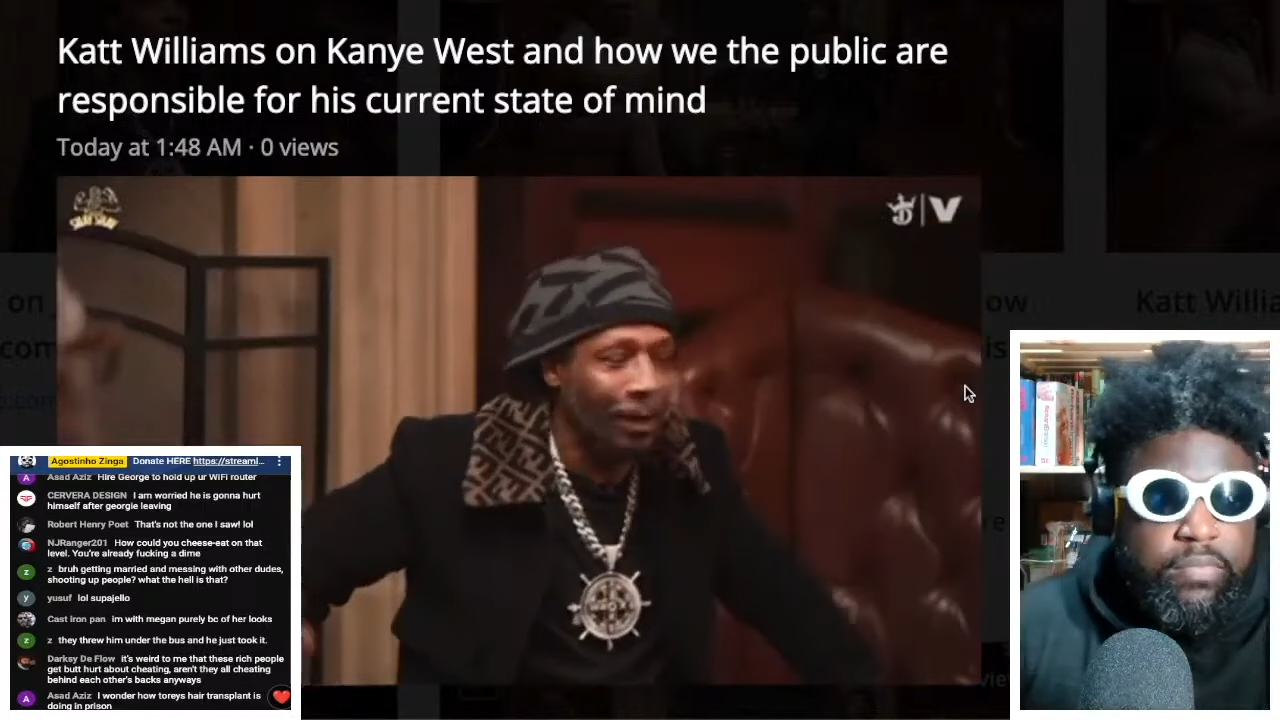 Katt Williams on Kanye West and how we the public are
responsible for his current state of mind
Today at 1:48 AM · 0 views
on
ow
Katt Willia
com
is
Agostinho Zinga Donate HERE https://streaml...
Asad Aziz Hire George to hold up ur WiFi router
CERVERA DESIGN I am worried he is gonna hurt
himself after georgie leaving
Robert Henry Poet That's not the one I saw! lol
NJRanger201 How could you cheese-eat on that
level. You're already fucking a dime
z bruh getting married and messing with other dudes,
shooting up people? what the hell is that?
yusuf lol supajello
Cast iron pan im with megan purely bc of her looks
z they threw him under the bus and he just took it.
Darksy De Flow it's weird to me that these rich people
get butt hurt about cheating, aren't they all cheating
behind each other's backs anyways
Asad Aziz I wonder how toreys hair transplant is
doing in prison